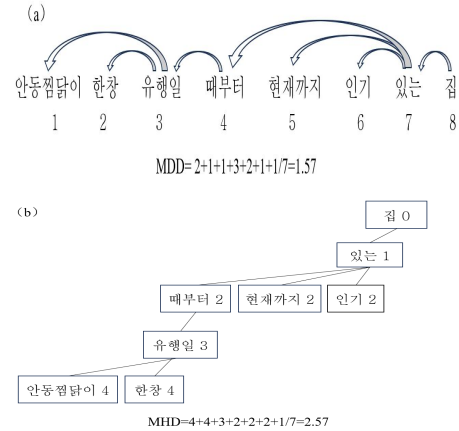 (a)
안동찜닭이 한창 유행일 때부터 현재까지 인기 있는 집
1 2 3 4 5 6 7 8
MDD= 2+1+1+3+2+1+1/7=1.57
(b)
집 0
있는 1
때부터 2 현재까지 2 인기 2
유행일 3
안동찜닭이 4 한창 4
MHD=4+4+3+2+2+2+1/7=2.57